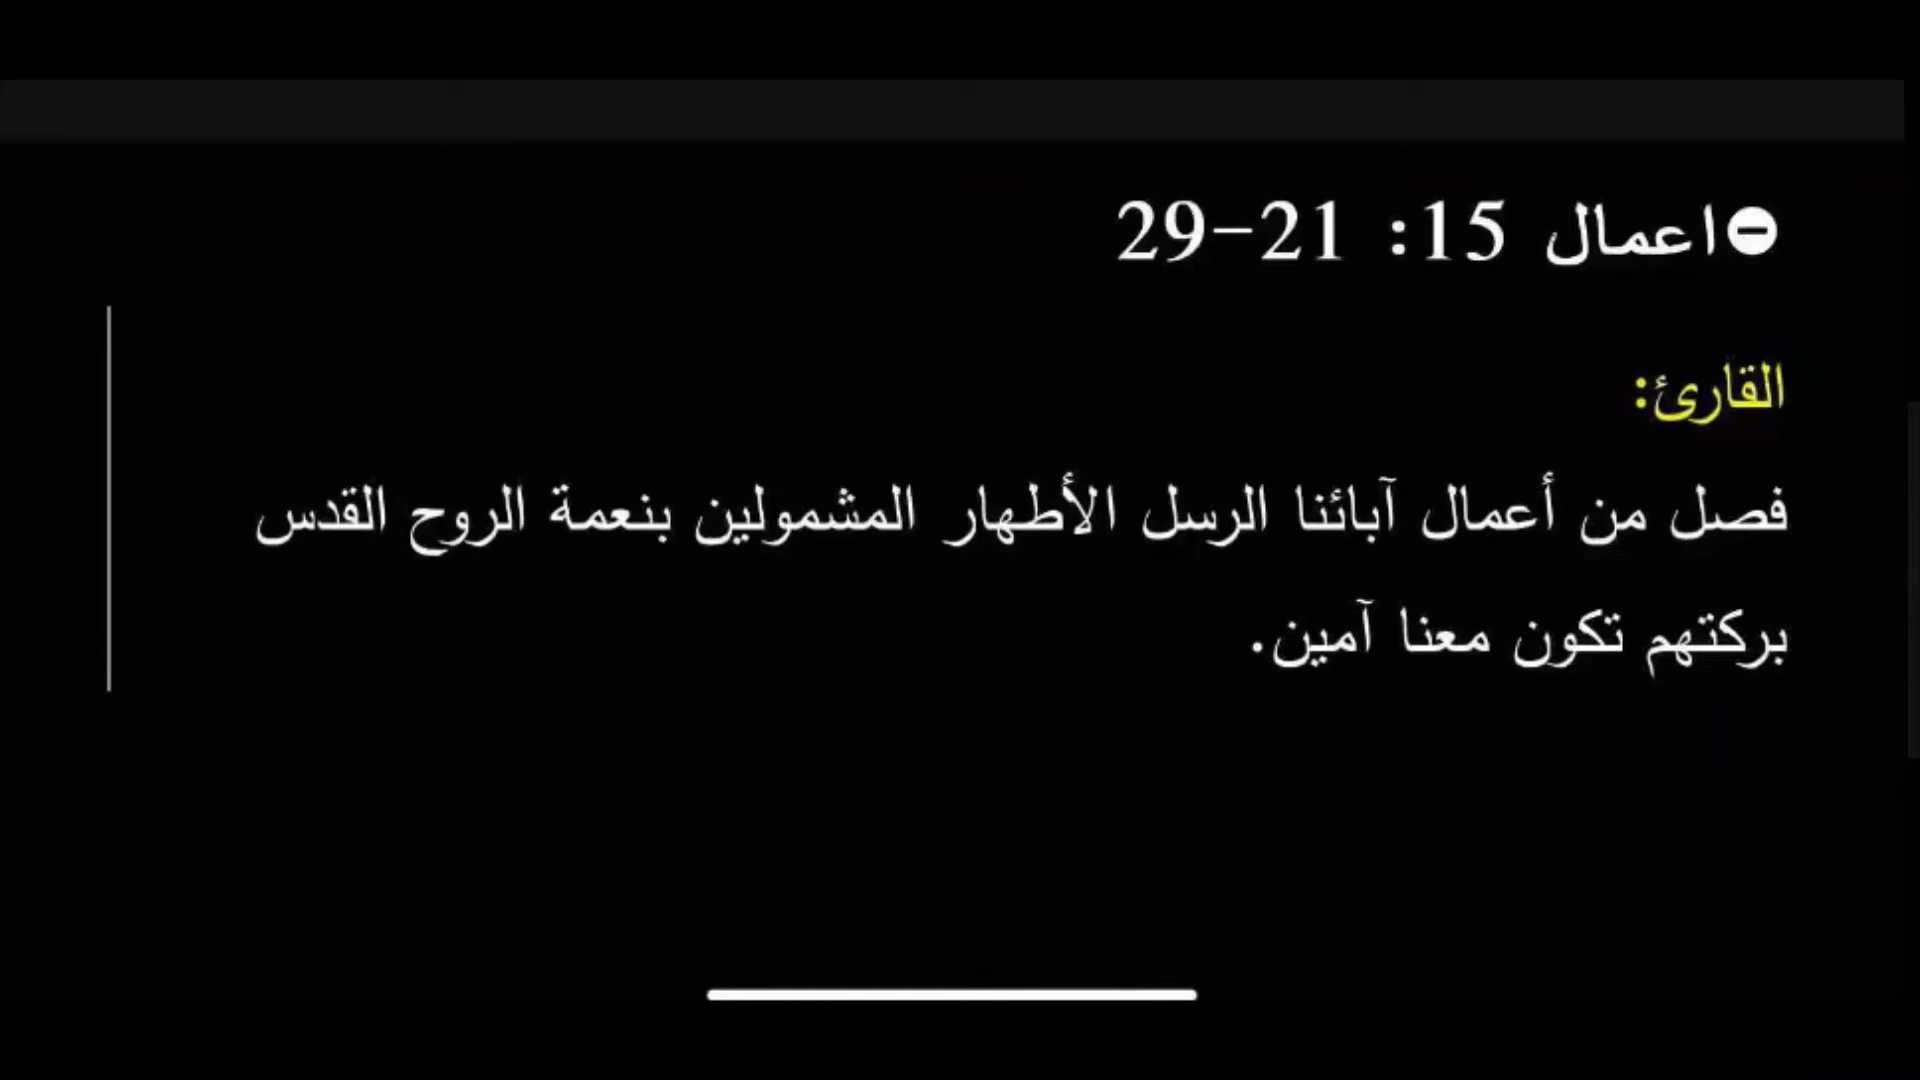 اعمال 15: 21-29
القارئ:
فصل من أعمال آبائنا الرسل الأطهار المشمولين بنعمة الروح القدس
بركتهم تكون معنا آمين.